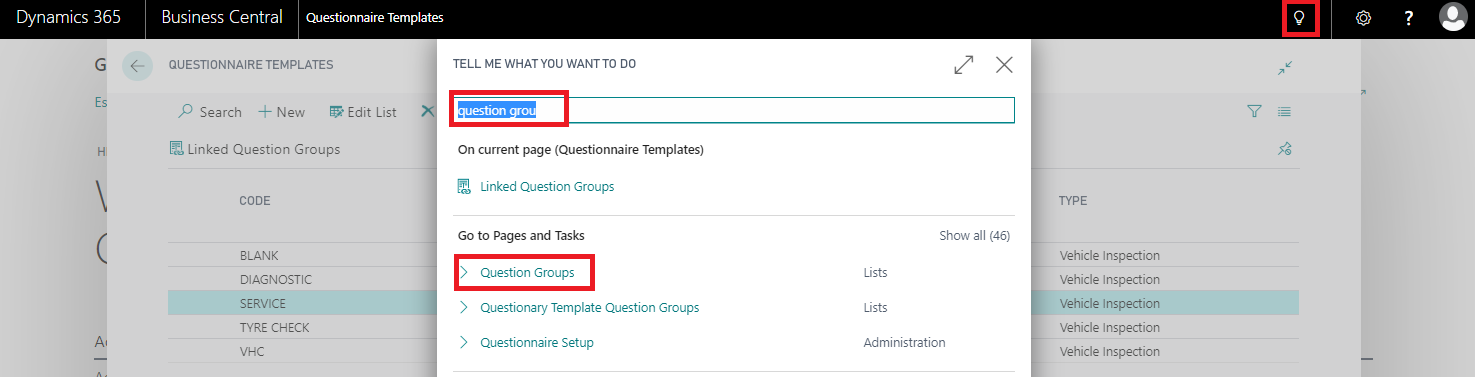 Dynamics 365 Business Central Questionnaire Templates ?
QUESTIONNAIRE TEMPLATES
TELL ME WHAT YOU WANT TO DO
Search New Edit List
question grou
Linked Question Groups
On current page (Questionnaire Templates)
Linked Question Groups
CODE TYPE
Go to Pages and Tasks Show all (46)
BLANK Vehicle Inspection
Question Groups Lists
DIAGNOSTIC Vehicle Inspection
SERVICE Vehicle Inspection
Questionary Template Question Groups Lists
TYRE CHECK Vehicle Inspection
Questionnaire Setup Administration
VHC Vehicle Inspection